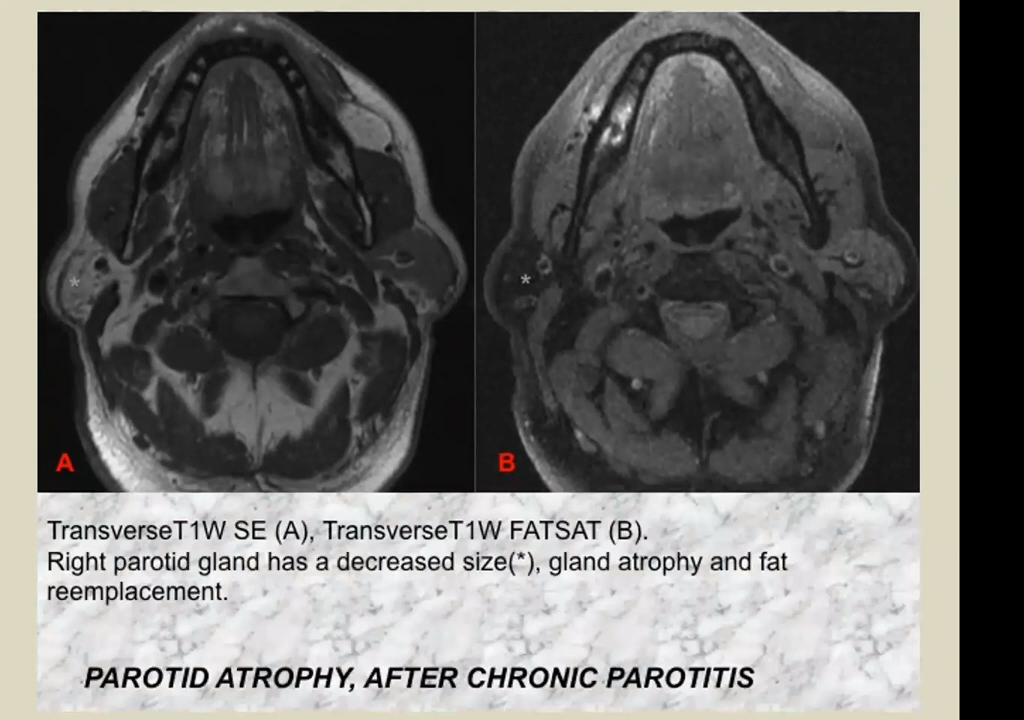 *
*
A
B
TransverseT1W SE (A), TransverseT1W FATSAT (B).
Right parotid gland has a decreased size(*), gland atrophy and fat
reemplacement.
PAROTID ATROPHY, AFTER CHRONIC PAROTITIS